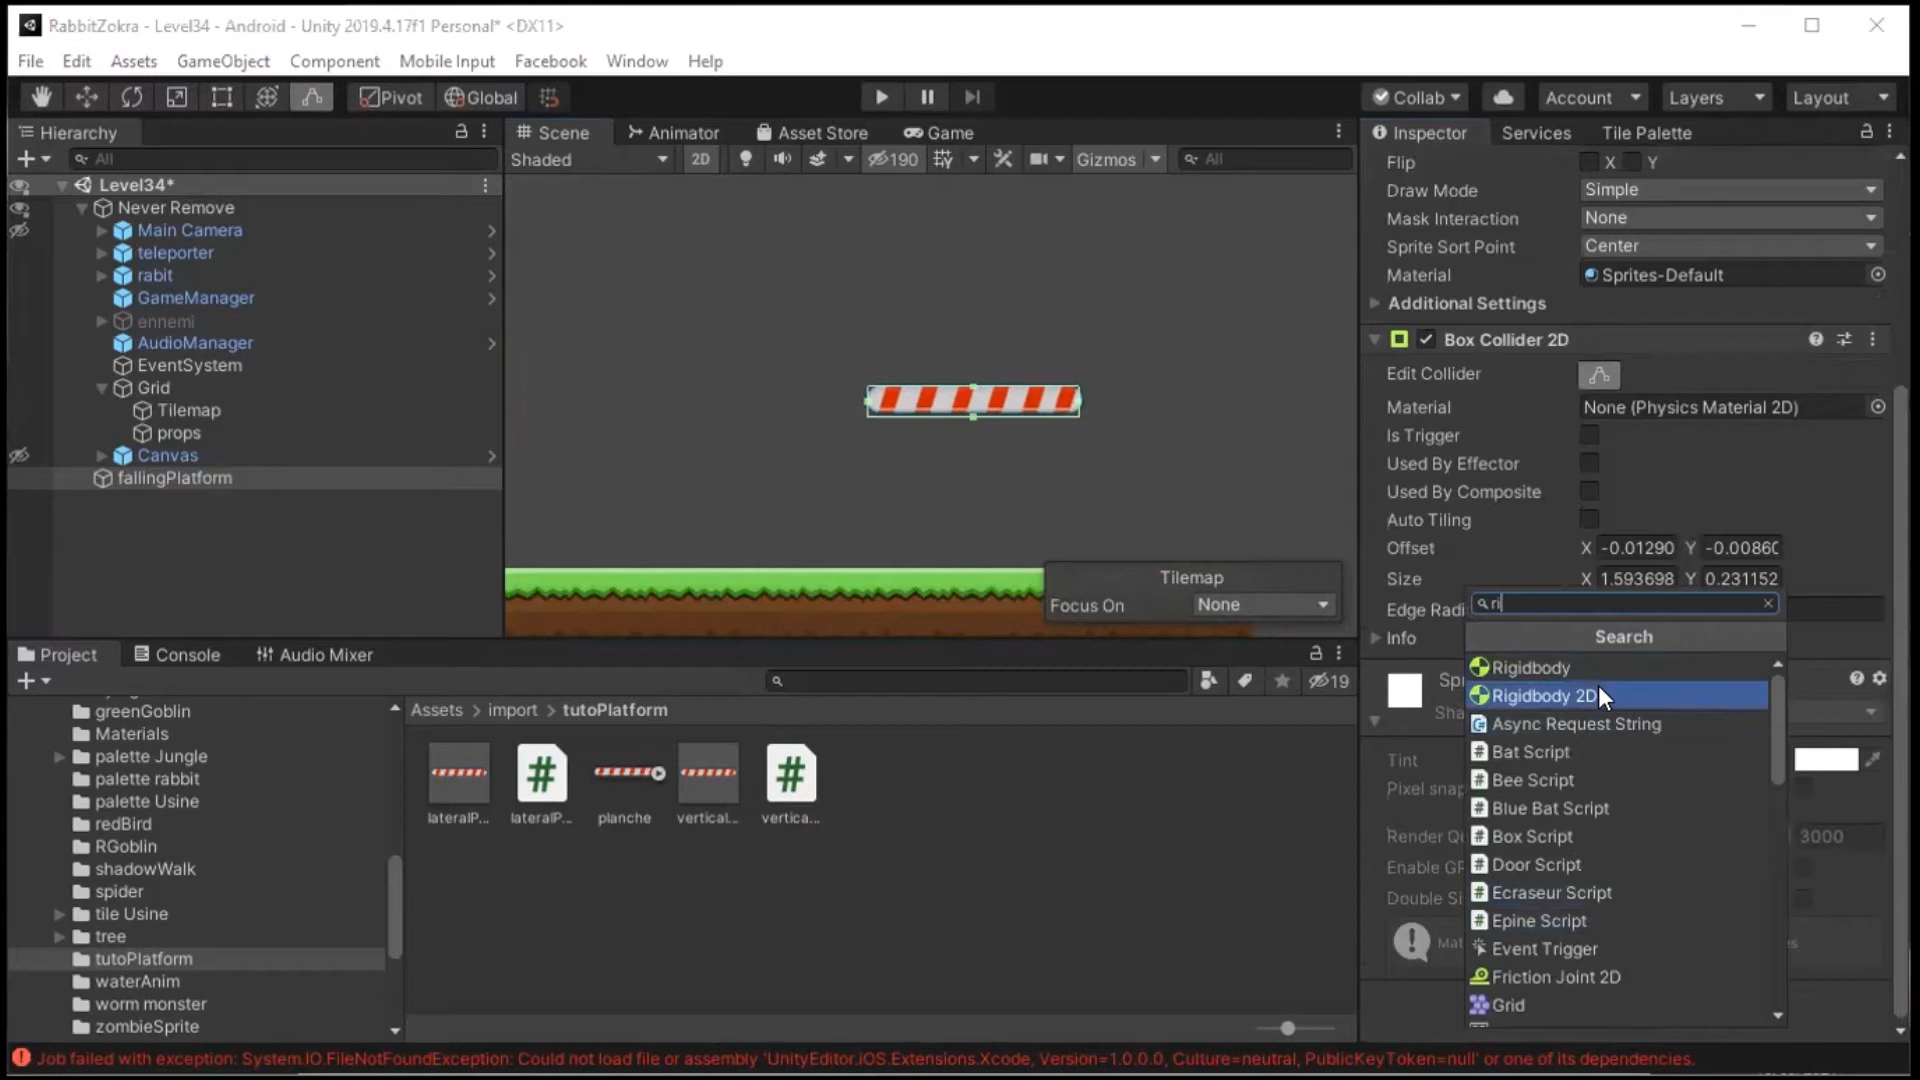 RabbitZokra - Level34 - Android - Unity 2019.4.17f1 Personal* <DX11>
File Edit Assets GameObject Component Mobile Input Facebook Window Help
Pivot Global Collab Account Layers Layout
Hierarchy
All
Level34*
Never Remove
Main Camera
teleporter
rabit
GameManager
ennemi
AudioManager
EventSystem
Grid
Tilemap
props
Canvas
fallingPlatform
Scene Animator Asset Store Game
Shaded 2D 190 Gizmos All
Tilemap
Focus On None
Inspector Services Tile Palette
Flip X Y
Draw Mode Simple
Mask Interaction None
Sprite Sort Point Center
Material Sprites-Default
Additional Settings
Box Collider 2D
Edit Collider
Material None (Physics Material 2D)
Is Trigger
Used By Effector
Used By Composite
Auto Tiling
Offset X -0.01290 Y -0.0086
Size X 1.593698 Y 0.231152
Edge Radi
Info
Spr
Sha
Tint
Pixel snap
Render Qu 3000
Enable GP
Double Si
Mat
ri
Search
Rigidbody
Rigidbody 2D
Async Request String
Bat Script
Bee Script
Blue Bat Script
Box Script
Door Script
Ecraseur Script
Epine Script
Event Trigger
Friction Joint 2D
Grid
Project Console Audio Mixer
19
greenGoblin
Materials
palette Jungle
palette rabbit
palette Usine
redBird
RGoblin
shadowWalk
spider
tile Usine
tree
tutoPlatform
waterAnim
worm monster
zombieSprite
Assets > import > tutoPlatform
lateralP... lateralP... planche vertical... vertica...
Job failed with exception: System.IO.FileNotFoundException: Could not load file or assembly 'UnityEditor.iOS.Extensions.Xcode, Version=1.0.0.0, Culture=neutral, PublicKeyToken=null' or one of its dependencies.